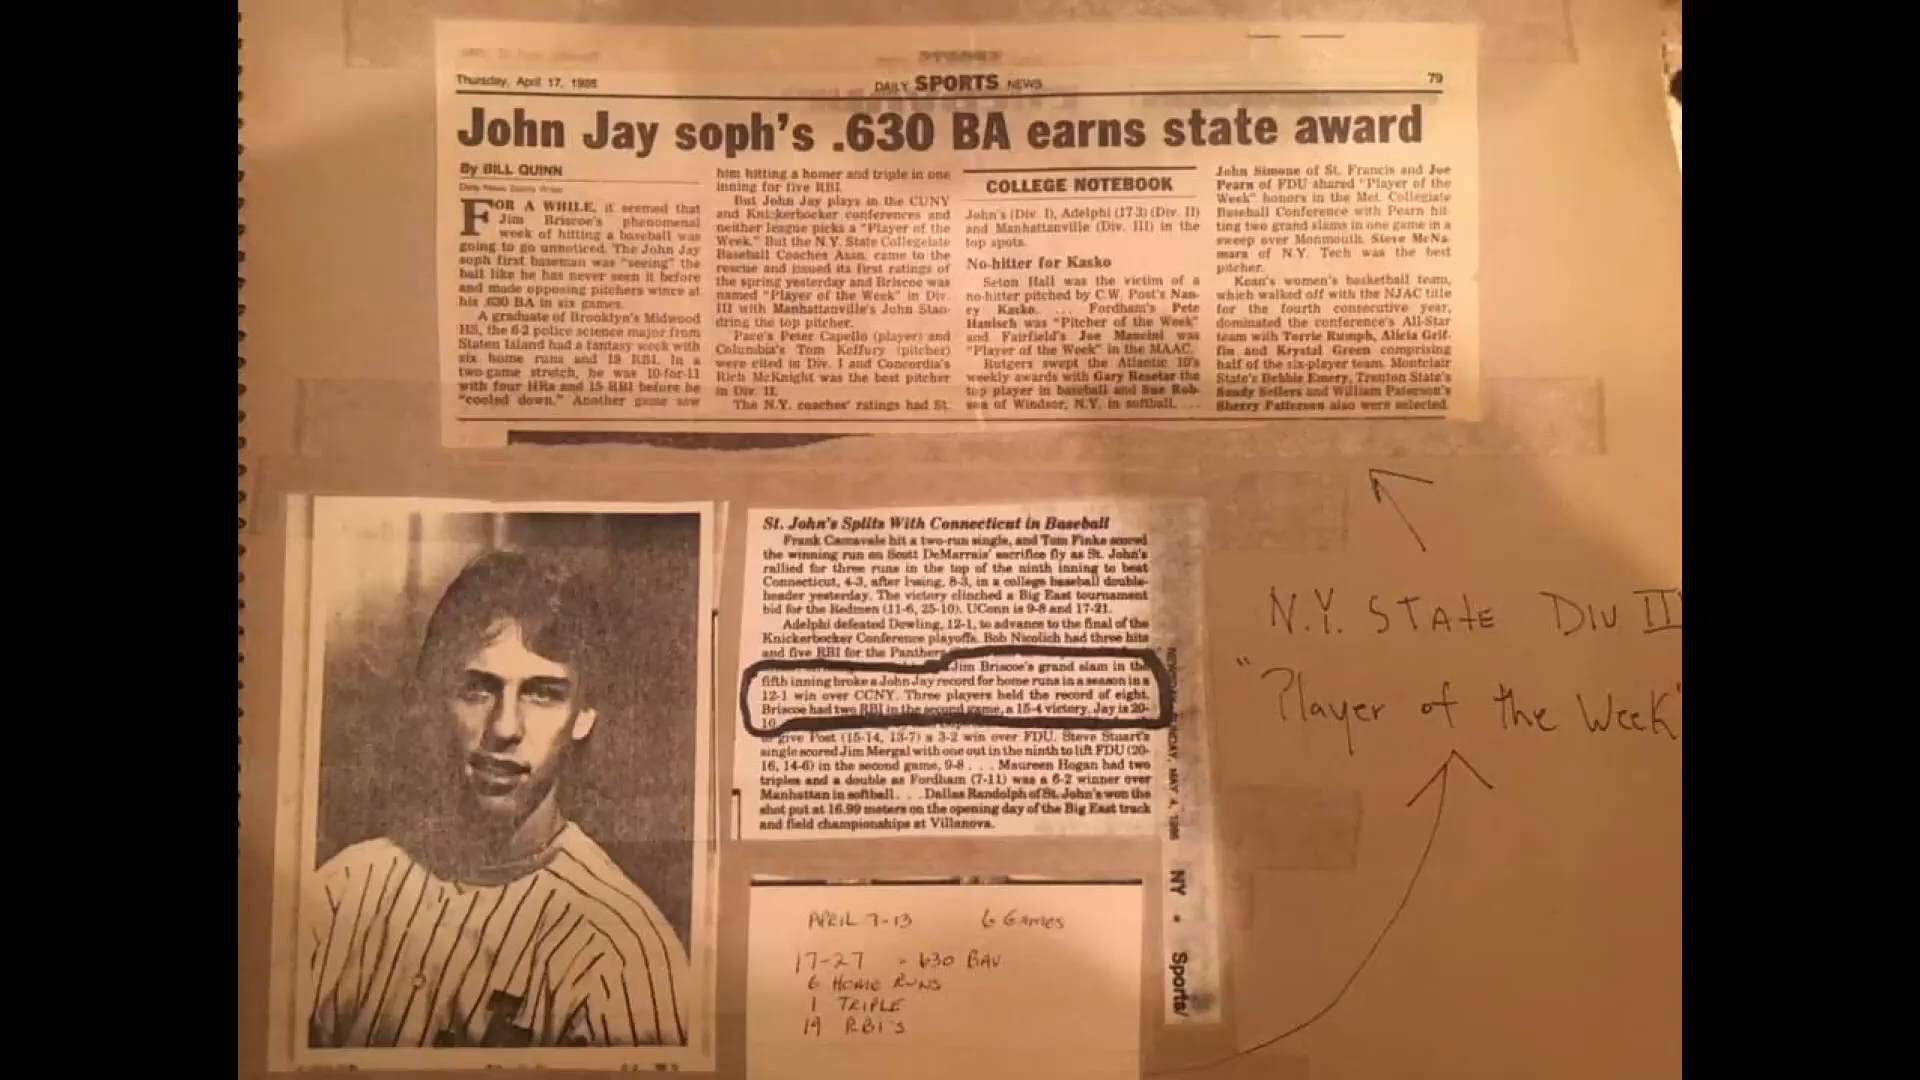 Thursday, April 17, 1986
DAILY SPORTS NEWS
79
John Jay soph's .630 BA earns state award
By BILL QUINN
Daily News Sports Writer
FOR A WHILE, it seemed that
Jim Briscoe's phenomenal
week of hitting a baseball was
going to go unnoticed. The John Jay
soph first baseman was "seeing" the
ball like he has never seen it before
and made opposing pitchers wince at
his .630 BA in six games.
A graduate of Brooklyn's Midwood
HS, the 6-2 police science major from
Staten Island had a fantasy week with
six home runs and 19 RBI. In a
two-game stretch, he was 10-for-11
with four HRs and 15 RBI before he
"cooled down." Another game saw
him hitting a homer and triple in one
inning for five RBI.
But John Jay plays in the CUNY
and Knickerbocker conferences and
neither league picks a "Player of the
Week." But the N.Y. State Collegiate
Baseball Coaches Assn. came to the
rescue and issued its first ratings of
the spring yesterday and Briscoe was
named "Player of the Week" in Div.
III with Manhattanville's John Stan-
dring the top pitcher.
Pace's Peter Capello (player) and
Columbia's Tom Keffury (pitcher)
were cited in Div. I and Concordia's
Rich McKnight was the best pitcher
in Div. II.
The N.Y. coaches' ratings had St.
COLLEGE NOTEBOOK
John's (Div. I), Adelphi (17-3) (Div. II)
and Manhattanville (Div. III) in the
top spots.
No-hitter for Kasko
Seton Hall was the victim of a
no-hitter pitched by C.W. Post's Nan-
cy Kasko. ... Fordham's Pete
Harnisch was "Pitcher of the Week"
and Fairfield's Joe Mancini was
"Player of the Week" in the MAAC.
Rutgers swept the Atlantic 10's
weekly awards with Gary Resetar the
top player in baseball and Sue Rob-
son of Windsor, N.Y. in softball. ...
John Simone of St. Francis and Joe
Pearn of FDU shared "Player of the
Week" honors in the Met. Collegiate
Baseball Conference with Pearn hit-
ting two grand slams in one game in a
sweep over Monmouth. Steve McNa-
mara of N.Y. Tech was the best
pitcher.
Kean's women's basketball team,
which walked off with the NJAC title
for the fourth consecutive year,
dominated the conference's All-Star
team with Torrie Rumph, Alicia Grif-
fin and Krystal Green comprising
half of the six-player team. Montclair
State's Debbie Emery, Trenton State's
Sandy Sellers and William Paterson's
Sherry Patterson also were selected.
St. John's Splits With Connecticut in Baseball
Frank Carravale hit a two-run single, and Tom Finke scored
the winning run on Scott DeMarrais' sacrifice fly as St. John's
rallied for three runs in the top of the ninth inning to beat
Connecticut, 4-3, after losing, 8-3, in a college baseball double-
header yesterday. The victory clinched a Big East tournament
bid for the Redmen (11-6, 25-10). UConn is 9-8 and 17-21.
Adelphi defeated Dowling, 12-1, to advance to the final of the
Knickerbocker Conference playoffs. Bob Nicolich had three hits
and five RBI for the Panthers
Jim Briscoe's grand slam in the
fifth inning broke a John Jay record for home runs in a season in a
12-1 win over CCNY. Three players held the record of eight.
Briscoe had two RBI in the second game, a 15-4 victory. Jay is 20-
10
to give Post (15-14, 13-7) a 3-2 win over FDU. Steve Stuart's
single scored Jim Mergal with one out in the ninth to lift FDU (20-
16, 14-6) in the second game, 9-8 . . . Maureen Hogan had two
triples and a double as Fordham (7-11) was a 6-2 winner over
Manhattan in softball. . . Dallas Randolph of St. John's won the
shot put at 16.99 meters on the opening day of the Big East track
and field championships at Villanova.
SUNDAY, MAY 4, 1986 NY • Sports/
N.Y. STATE DIV III
"Player of the Week"
APRIL 7-13 6 GAMES
17-27 - 630 BAV
6 HOME RUNS
1 TRIPLE
19 RBI'S